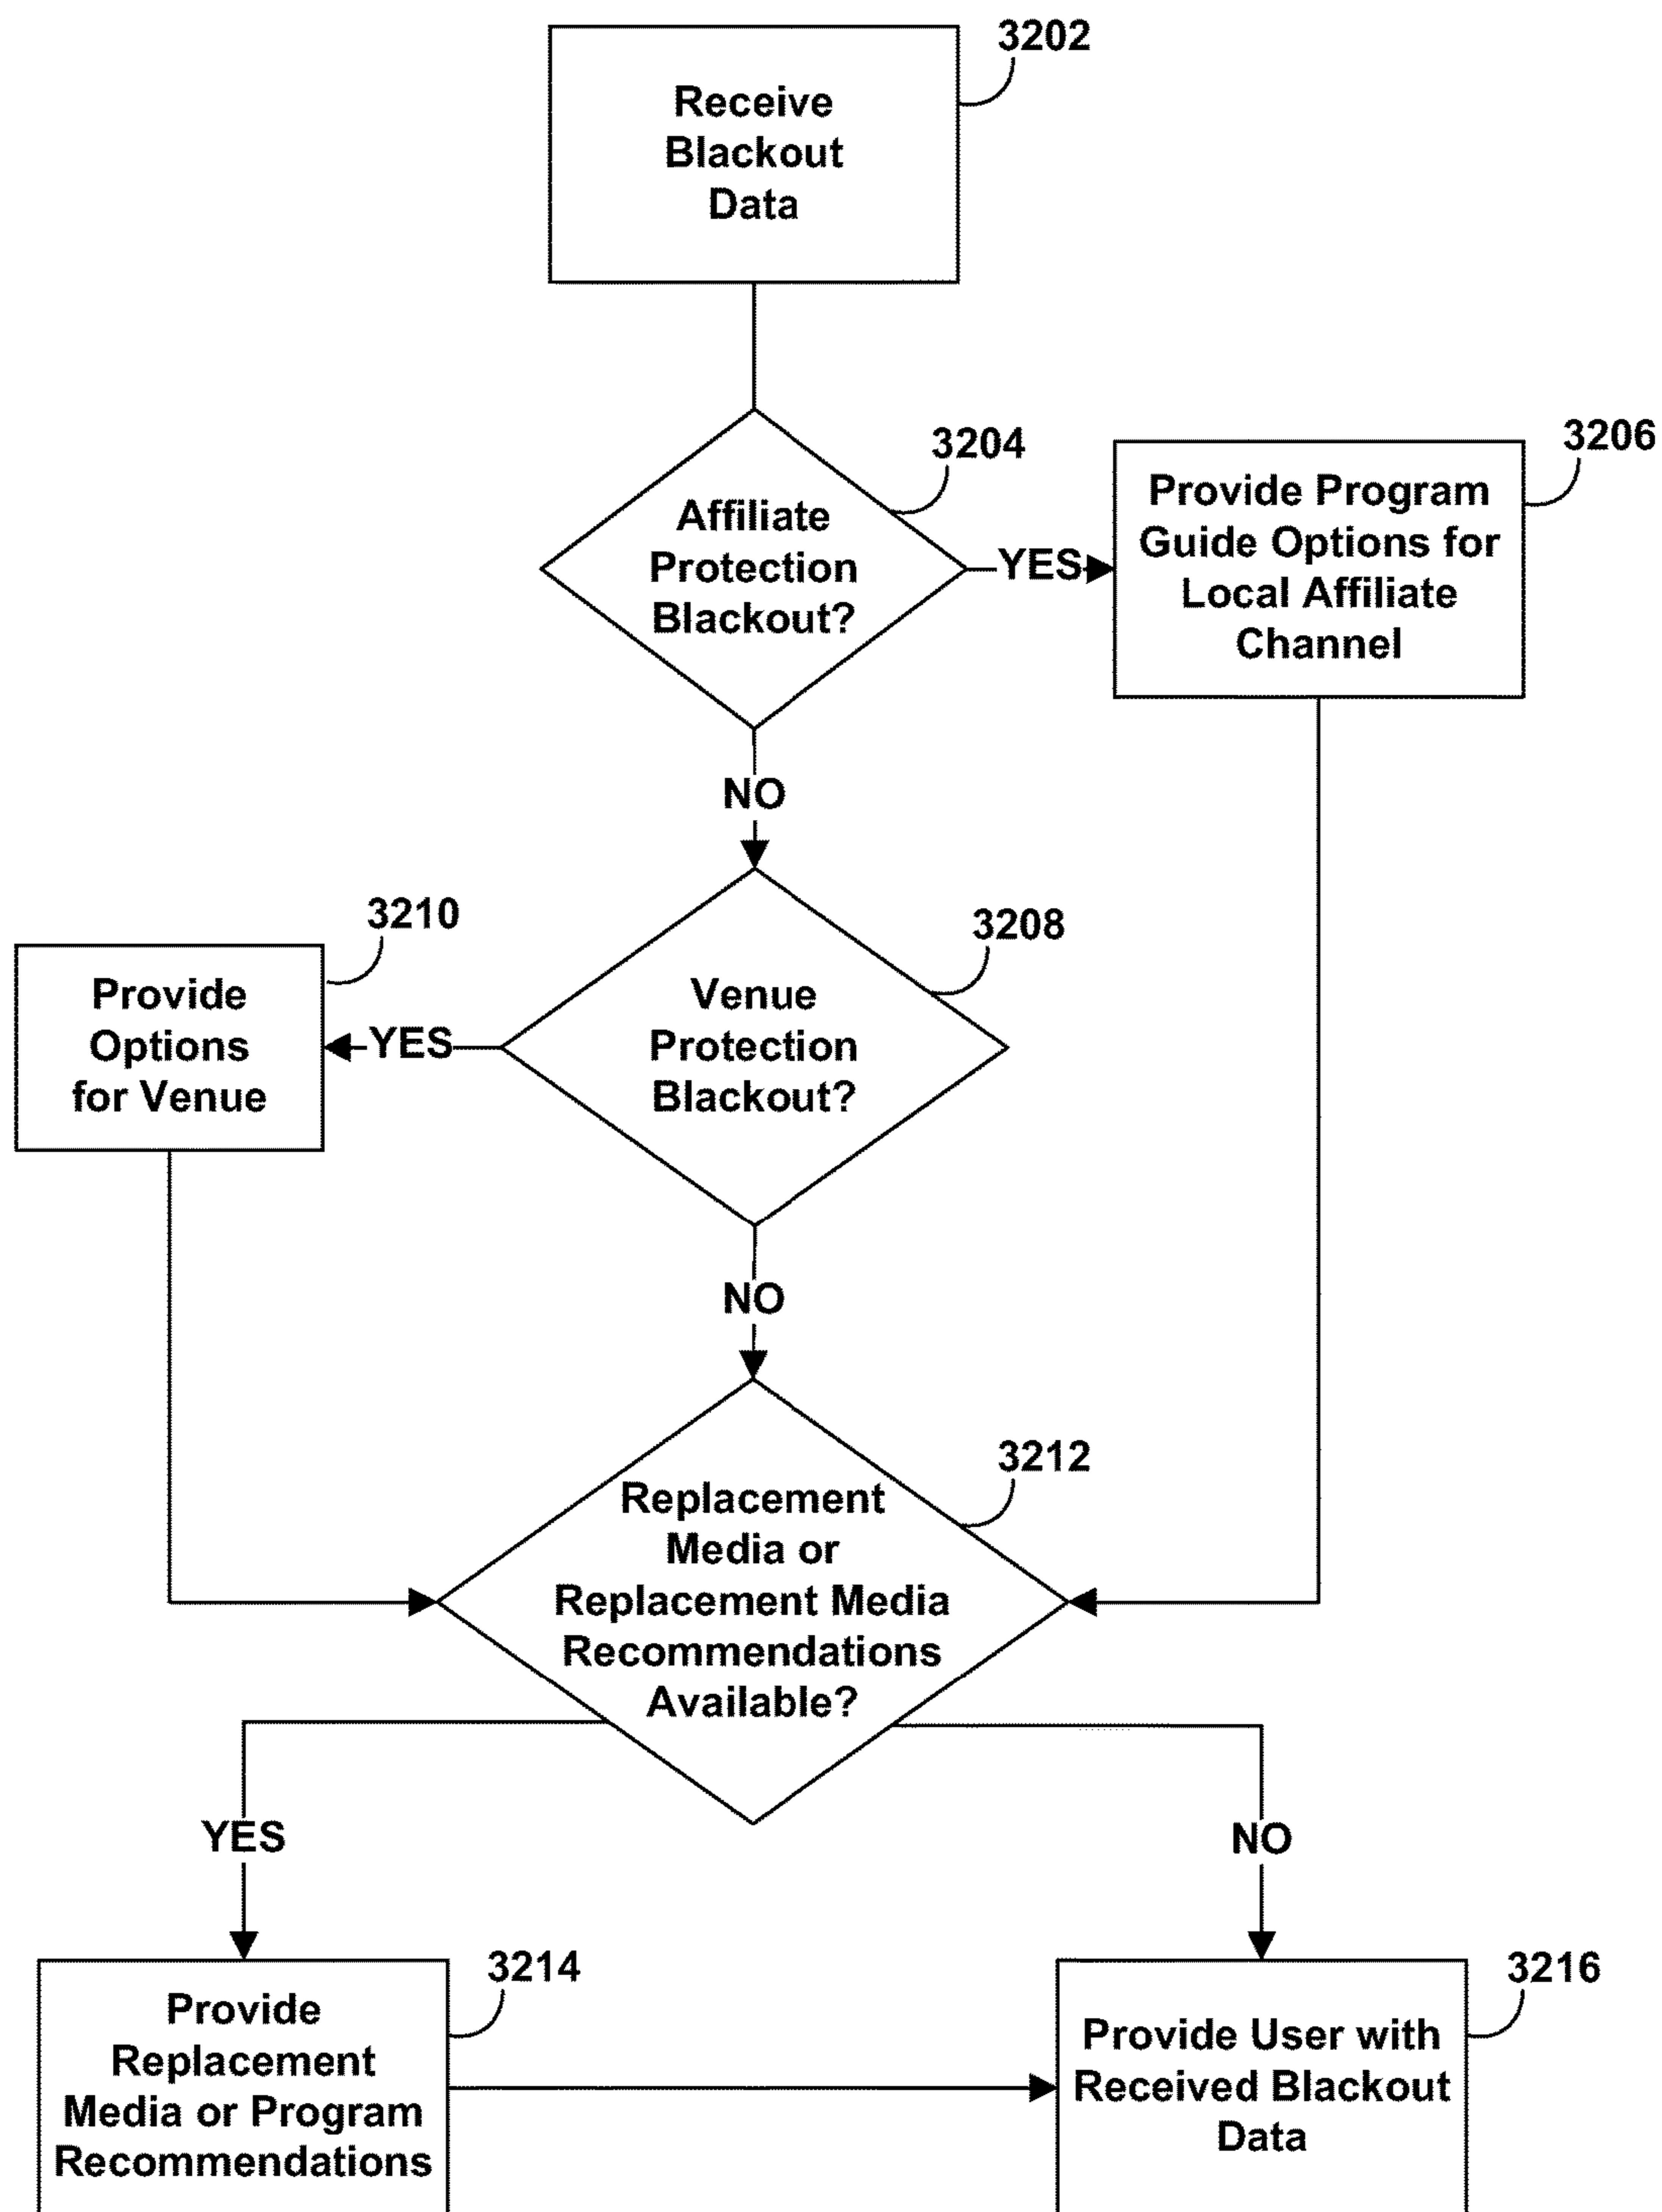 3202
Receive
Blackout
Data
3204
Affiliate
Protection
Blackout?
YES
3206
Provide Program
Guide Options for
Local Affiliate
Channel
NO
3210
Provide
Options
for Venue
YES
3208
Venue
Protection
Blackout?
NO
3212
Replacement
Media or
Replacement Media
Recommendations
Available?
YES
NO
3214
Provide
Replacement
Media or Program
Recommendations
3216
Provide User with
Received Blackout
Data